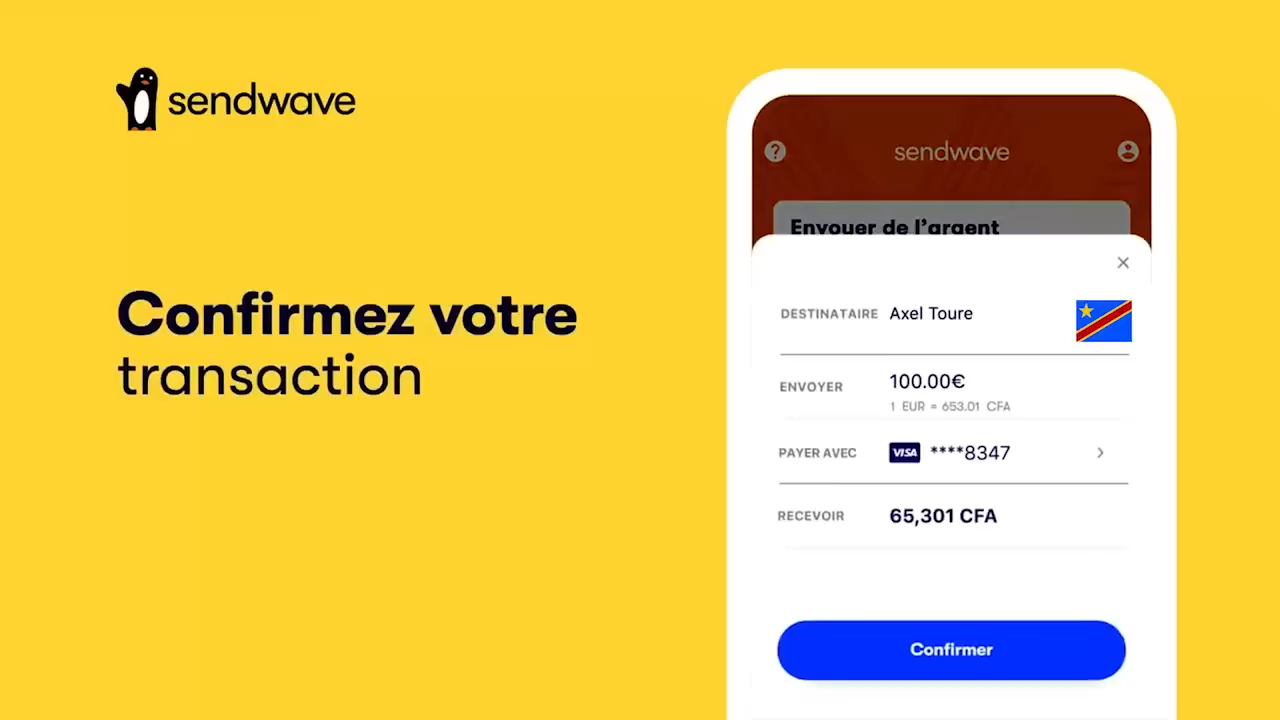 sendwave
Confirmez votre
transaction
?
sendwave
Envoyer de l'argent
DESTINATAIRE Axel Toure
ENVOYER 100.00€
1 EUR = 653.01 CFA
PAYER AVEC VISA ****8347
RECEVOIR 65,301 CFA
Confirmer